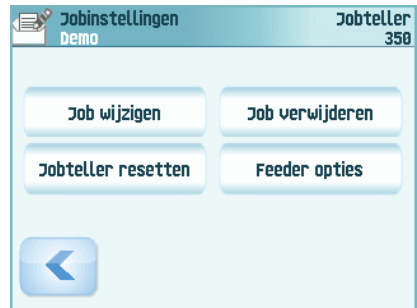 Jobinstellingen
Jobteller
Demo
350
Job wijzigen
Job verwijderen
Jobteller resetten
Feeder opties